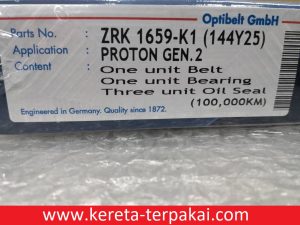 Optibelt GmbH
Parts No. : ZRK 1659-K1 (144Y25)
Application : PROTON GEN.2
Content : One unit Belt
One unit Bearing
Three unit Oil Seal
Engineered in Germany. Quality since 1872. (100,000KM)
www.kereta-terpakai.com